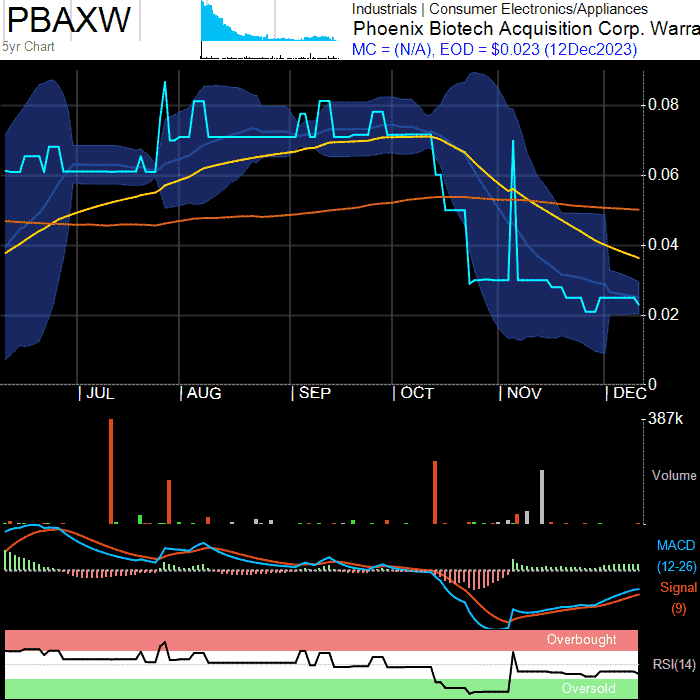 PBAXW
5yr Chart
Industrials | Consumer Electronics/Appliances
Phoenix Biotech Acquisition Corp. Warra
MC = (N/A), EOD = $0.023 (12Dec2023)
0.08
0.06
0.04
0.02
0
| JUL | AUG | SEP | OCT | NOV | DEC
387k
Volume
MACD
(12-26)
Signal
(9)
Overbought
RSI(14)
Oversold